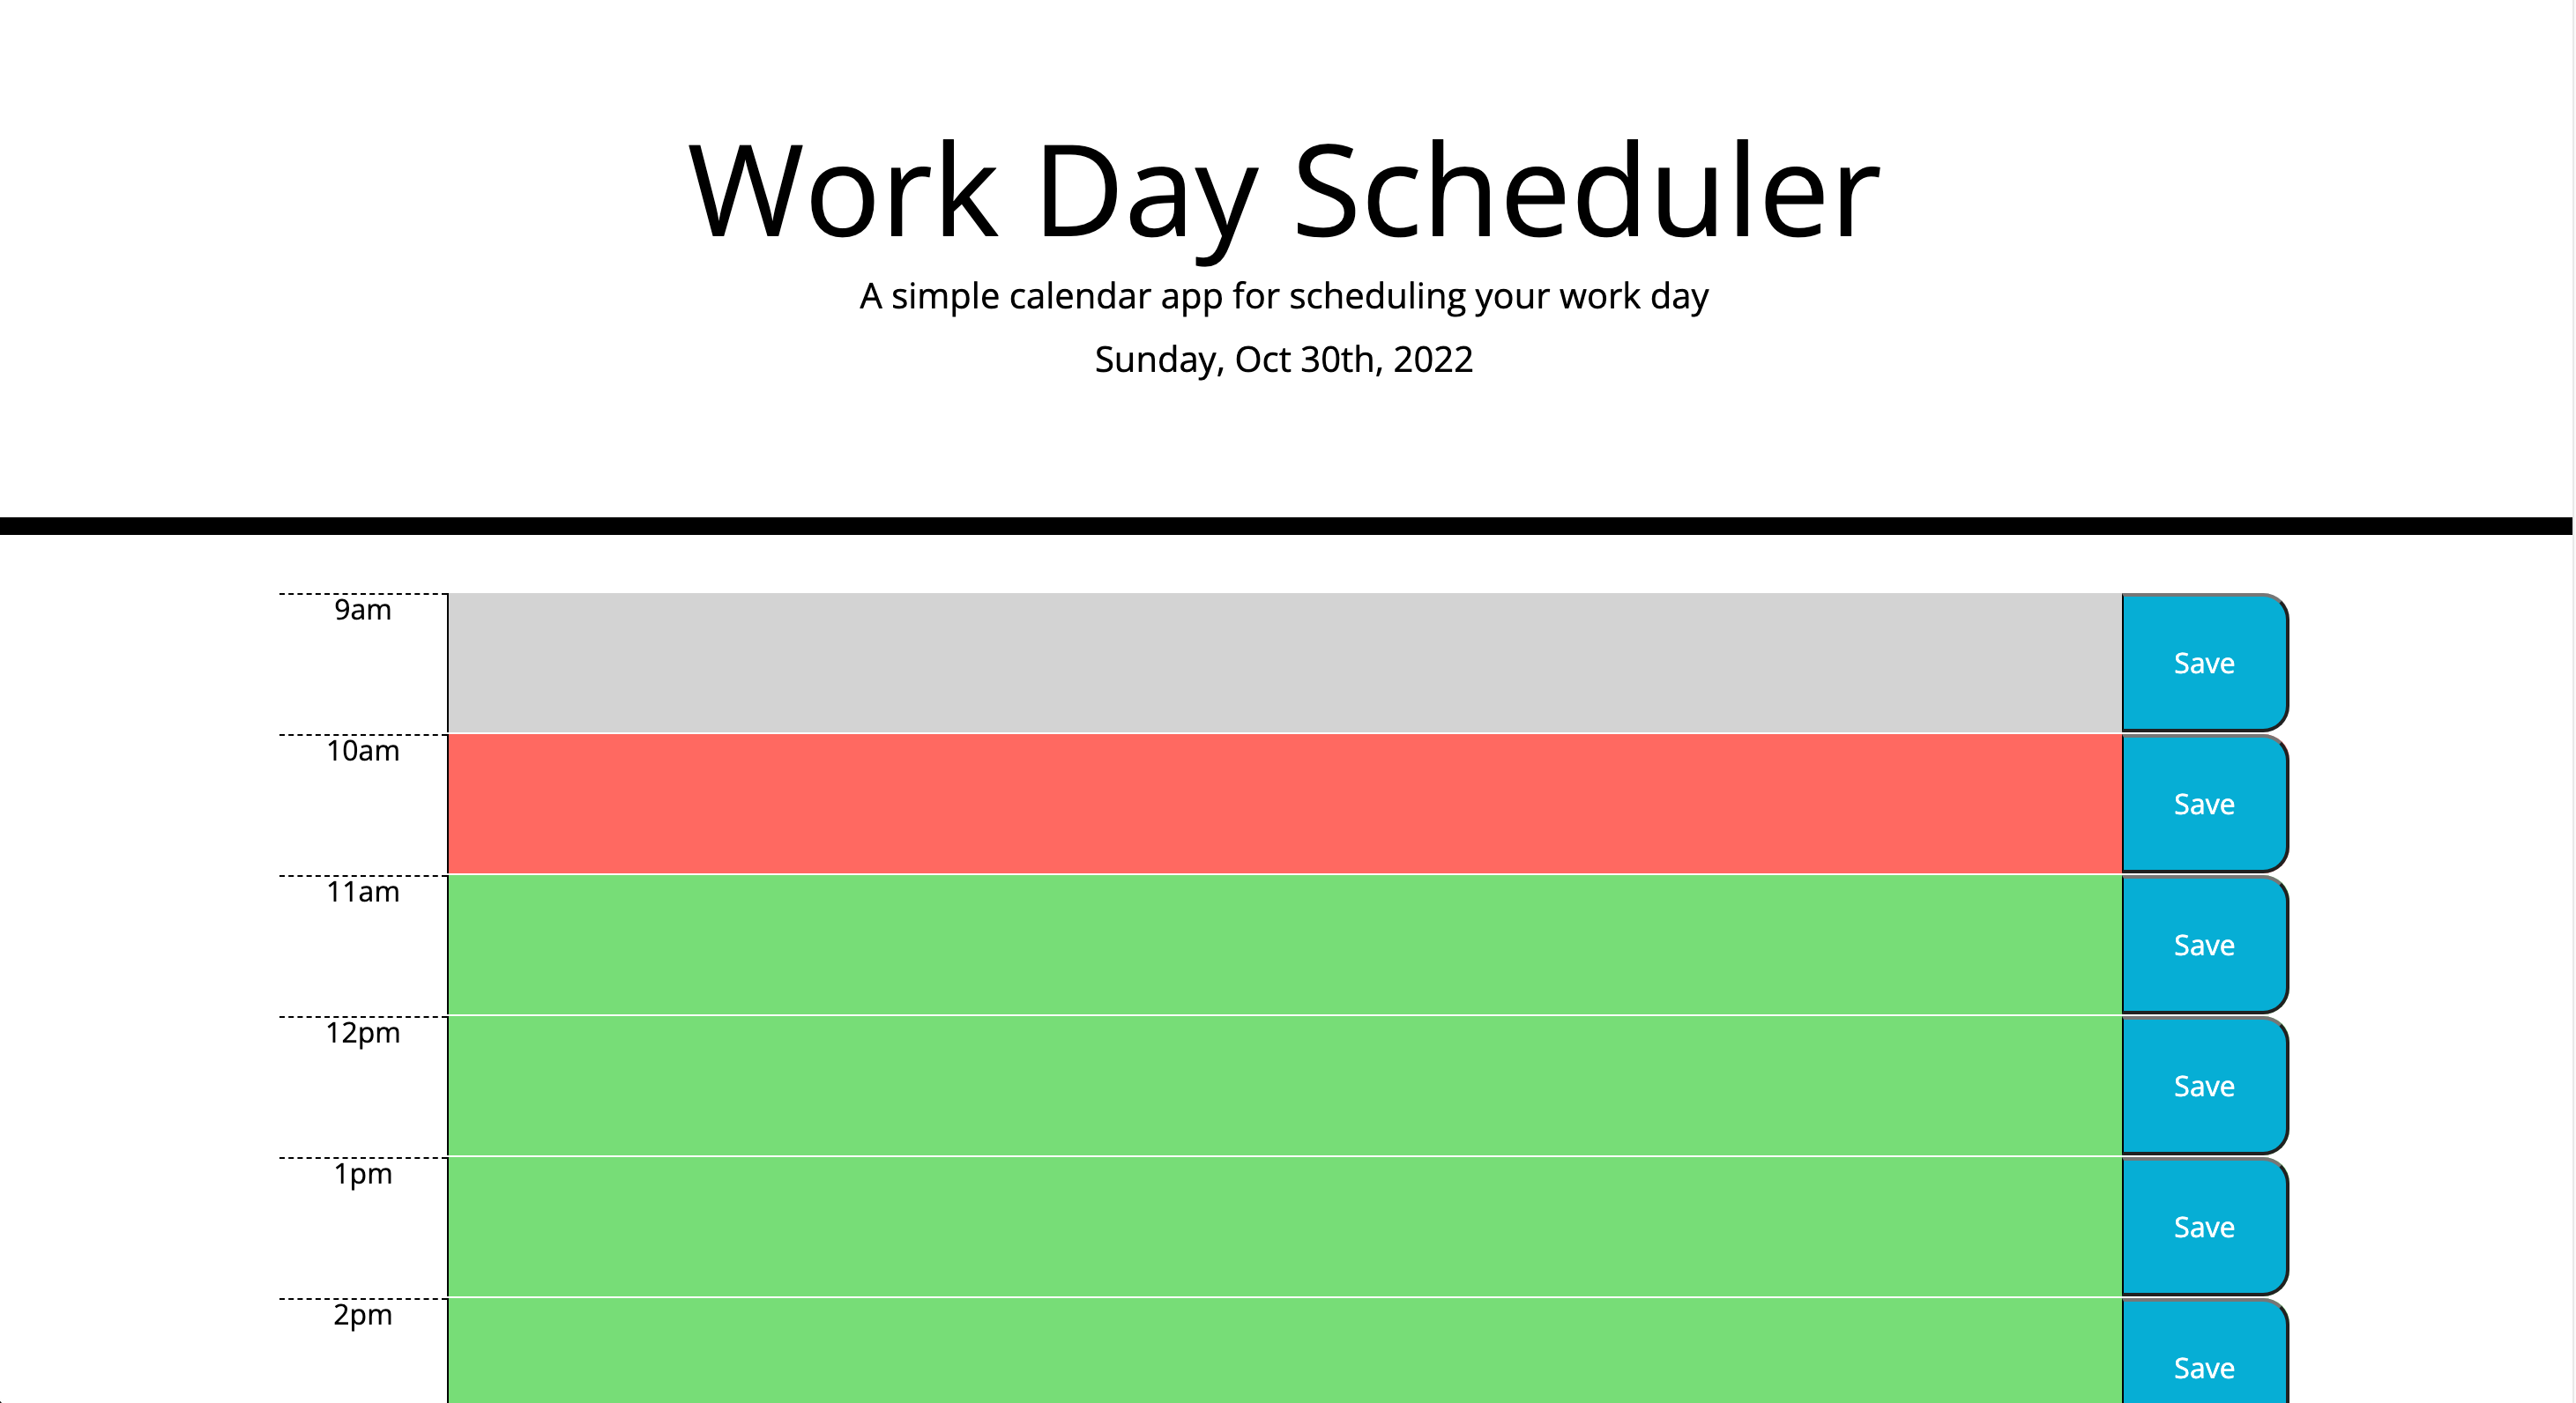 Work Day Scheduler
A simple calendar app for scheduling your work day
Sunday, Oct 30th, 2022
9am
Save
10am
Save
11am
Save
12pm
Save
1pm
Save
2pm
Save